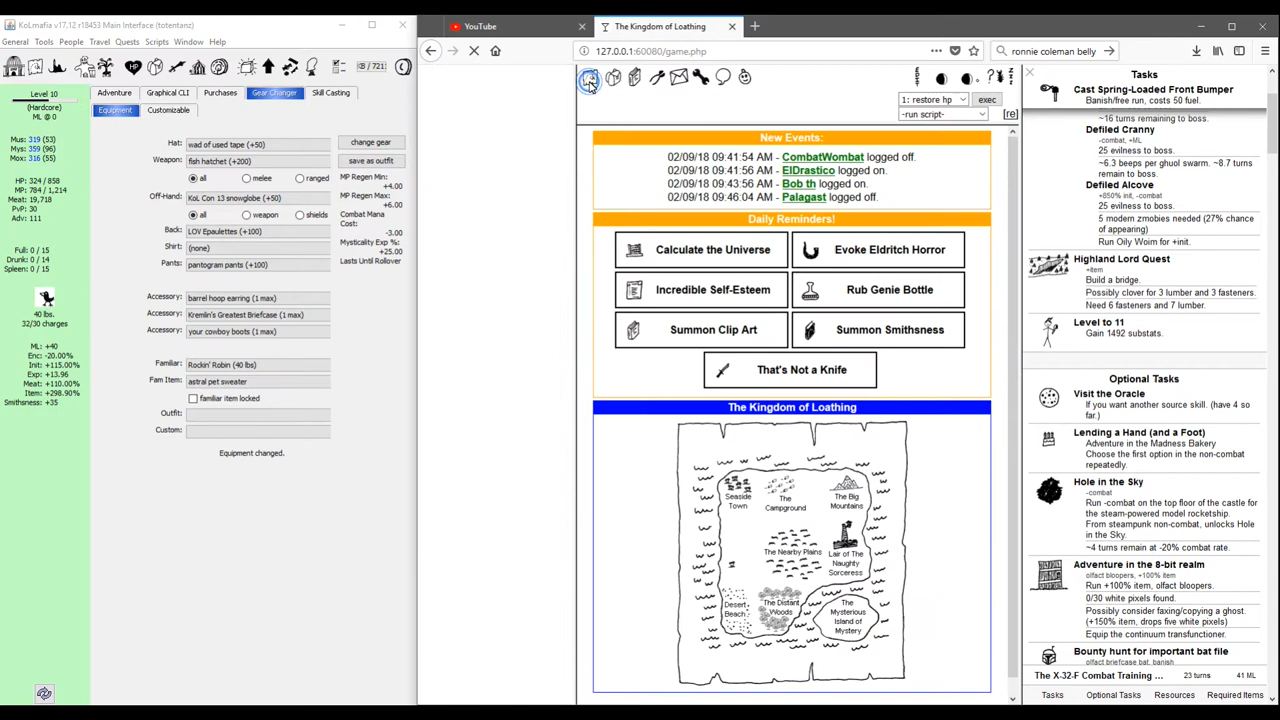 KoLmafia v17.12 r18453 Main Interface (totentanz)
General Tools People Travel Quests Scripts Window Help
721
Level 10
(Hardcore)
ML @ 0
Mus: 319 (53)
Mys: 359 (96)
Mox: 316 (55)
HP: 324 / 858
MP: 784 / 1,214
Meat: 19,718
PvP: 30
Adv: 111
Full: 0 / 15
Drunk: 0 / 14
Spleen: 0 / 15
40 lbs.
32/30 charges
ML: +40
Enc: -20.00%
Init: +115.00%
Exp: +13.96
Meat: +110.00%
Item: +298.90%
Smithsness: +35
Adventure Graphical CLI Purchases Gear Changer Skill Casting
Equipment Customizable
Hat: wad of used tape (+50)
Weapon: fish hatchet (+200)
all melee ranged
Off-Hand: KoL Con 13 snowglobe (+50)
all weapon shields
Back: LOV Epaulettes (+100)
Shirt: (none)
Pants: pantogram pants (+100)
Accessory: barrel hoop earring (1 max)
Accessory: Kremlin's Greatest Briefcase (1 max)
Accessory: your cowboy boots (1 max)
Familiar: Rockin' Robin (40 lbs)
Fam Item: astral pet sweater
familiar item locked
Outfit:
Custom:
Equipment changed.
change gear
save as outfit
MP Regen Min:
+4.00
MP Regen Max:
+6.00
Combat Mana
Cost:
-3.00
Mysticality Exp %:
+25.00
Lasts Until Rollover
YouTube
The Kingdom of Loathing
127.0.0.1:60080/game.php
ronnie coleman belly
1: restore hp
exec
-run script-
[re]
New Events:
02/09/18 09:41:54 AM - CombatWombat logged off.
02/09/18 09:41:56 AM - ElDrastico logged on.
02/09/18 09:43:56 AM - Bob th logged on.
02/09/18 09:46:04 AM - Palagast logged off.
Daily Reminders!
Calculate the Universe
Evoke Eldritch Horror
Incredible Self-Esteem
Rub Genie Bottle
Summon Clip Art
Summon Smithsness
That's Not a Knife
The Kingdom of Loathing
Seaside
Town
The
Campground
The Big
Mountains
The Nearby Plains
Lair of The
Naughty
Sorceress
Desert
Beach
The Distant
Woods
The
Mysterious
Island of
Mystery
Tasks
Cast Spring-Loaded Front Bumper
Banish/free run, costs 50 fuel.
~16 turns remaining to boss.
Defiled Cranny
-combat, +ML
25 evilness to boss.
~6.3 beeps per ghoul swarm. ~8.7 turns
remain to boss.
Defiled Alcove
+850% init, -combat
25 evilness to boss.
5 modern zmobies needed (27% chance
of appearing)
Run Oily Woim for +init.
Highland Lord Quest
+item
Build a bridge.
Possibly clover for 3 lumber and 3 fasteners.
Need 6 fasteners and 7 lumber.
Level to 11
Gain 1492 substats.
Optional Tasks
Visit the Oracle
If you want another source skill. (have 4 so
far.)
Lending a Hand (and a Foot)
Adventure in the Madness Bakery
Choose the first option in the non-combat
repeatedly.
Hole in the Sky
-combat
Run -combat on the top floor of the castle for
the steam-powered model rocketship.
From steampunk non-combat, unlocks Hole
in the Sky.
~4 turns remain at -20% combat rate.
Adventure in the 8-bit realm
olfact bloopers, +100% item
Run +100% item, olfact bloopers.
0/30 white pixels found.
Possibly consider faxing/copying a ghost.
(+150% item, drops five white pixels)
Equip the continuum transfunctioner.
Bounty hunt for important bat file
olfact briefcase bat, banish
The X-32-F Combat Training ... 23 turns 41 ML
Tasks Optional Tasks Resources Required Items